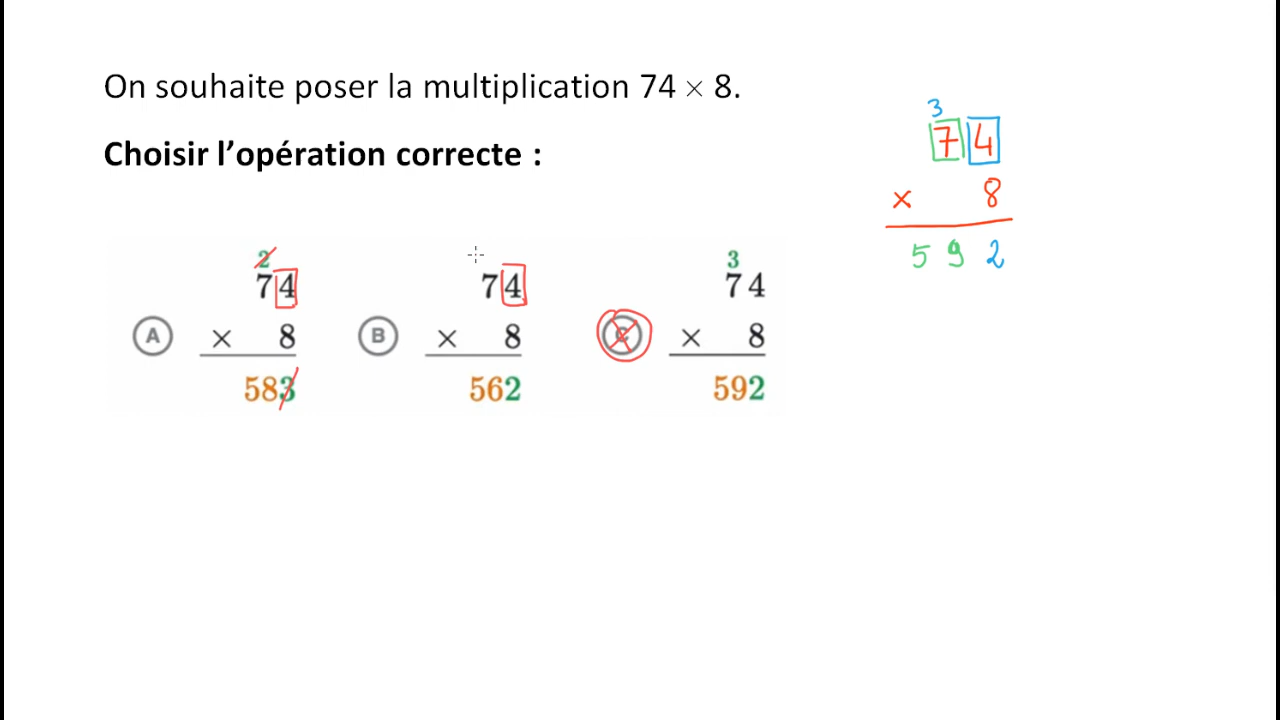 On souhaite poser la multiplication 74 × 8.
Choisir l'opération correcte :
3
74
× 8
592
2
74
A × 8
583
74
B × 8
562
3
74
C × 8
592